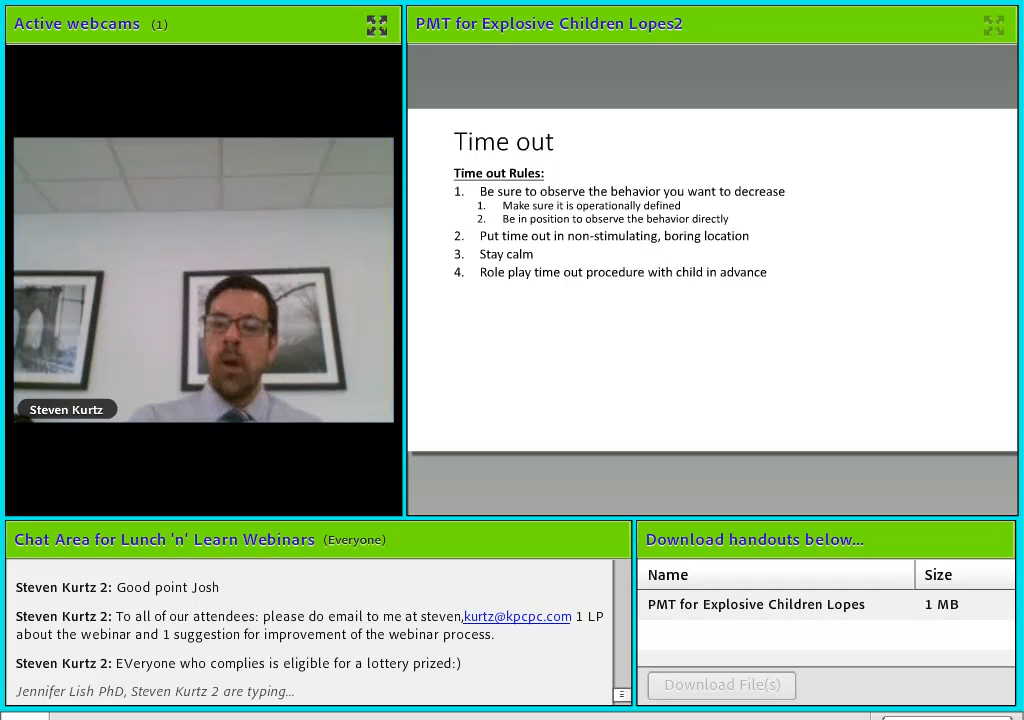 Active webcams (1)
PMT for Explosive Children Lopes2
Time out
Time out Rules:
1. Be sure to observe the behavior you want to decrease
1. Make sure it is operationally defined
2. Be in position to observe the behavior directly
2. Put time out in non-stimulating, boring location
3. Stay calm
4. Role play time out procedure with child in advance
Steven Kurtz
Chat Area for Lunch 'n' Learn Webinars (Everyone)
Steven Kurtz 2: Good point Josh
Steven Kurtz 2: To all of our attendees: please do email to me at steven,kurtz@kpcpc.com 1 LP
about the webinar and 1 suggestion for improvement of the webinar process.
Steven Kurtz 2: EVeryone who complies is eligible for a lottery prized:)
Jennifer Lish PhD, Steven Kurtz 2 are typing...
Download handouts below...
Name Size
PMT for Explosive Children Lopes 1 MB
Download File(s)